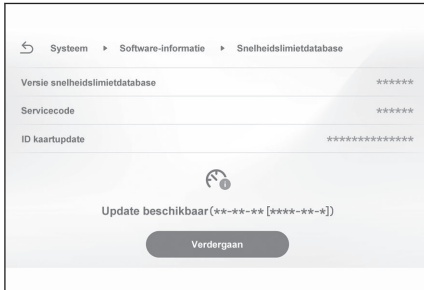 Systeem ▶ Software-informatie ▶ Snelheidslimietdatabase
Versie snelheidslimietdatabase ******
Servicecode ******
ID kaartupdate **************
Update beschikbaar(**-**-** [****-**-*])
Verdergaan